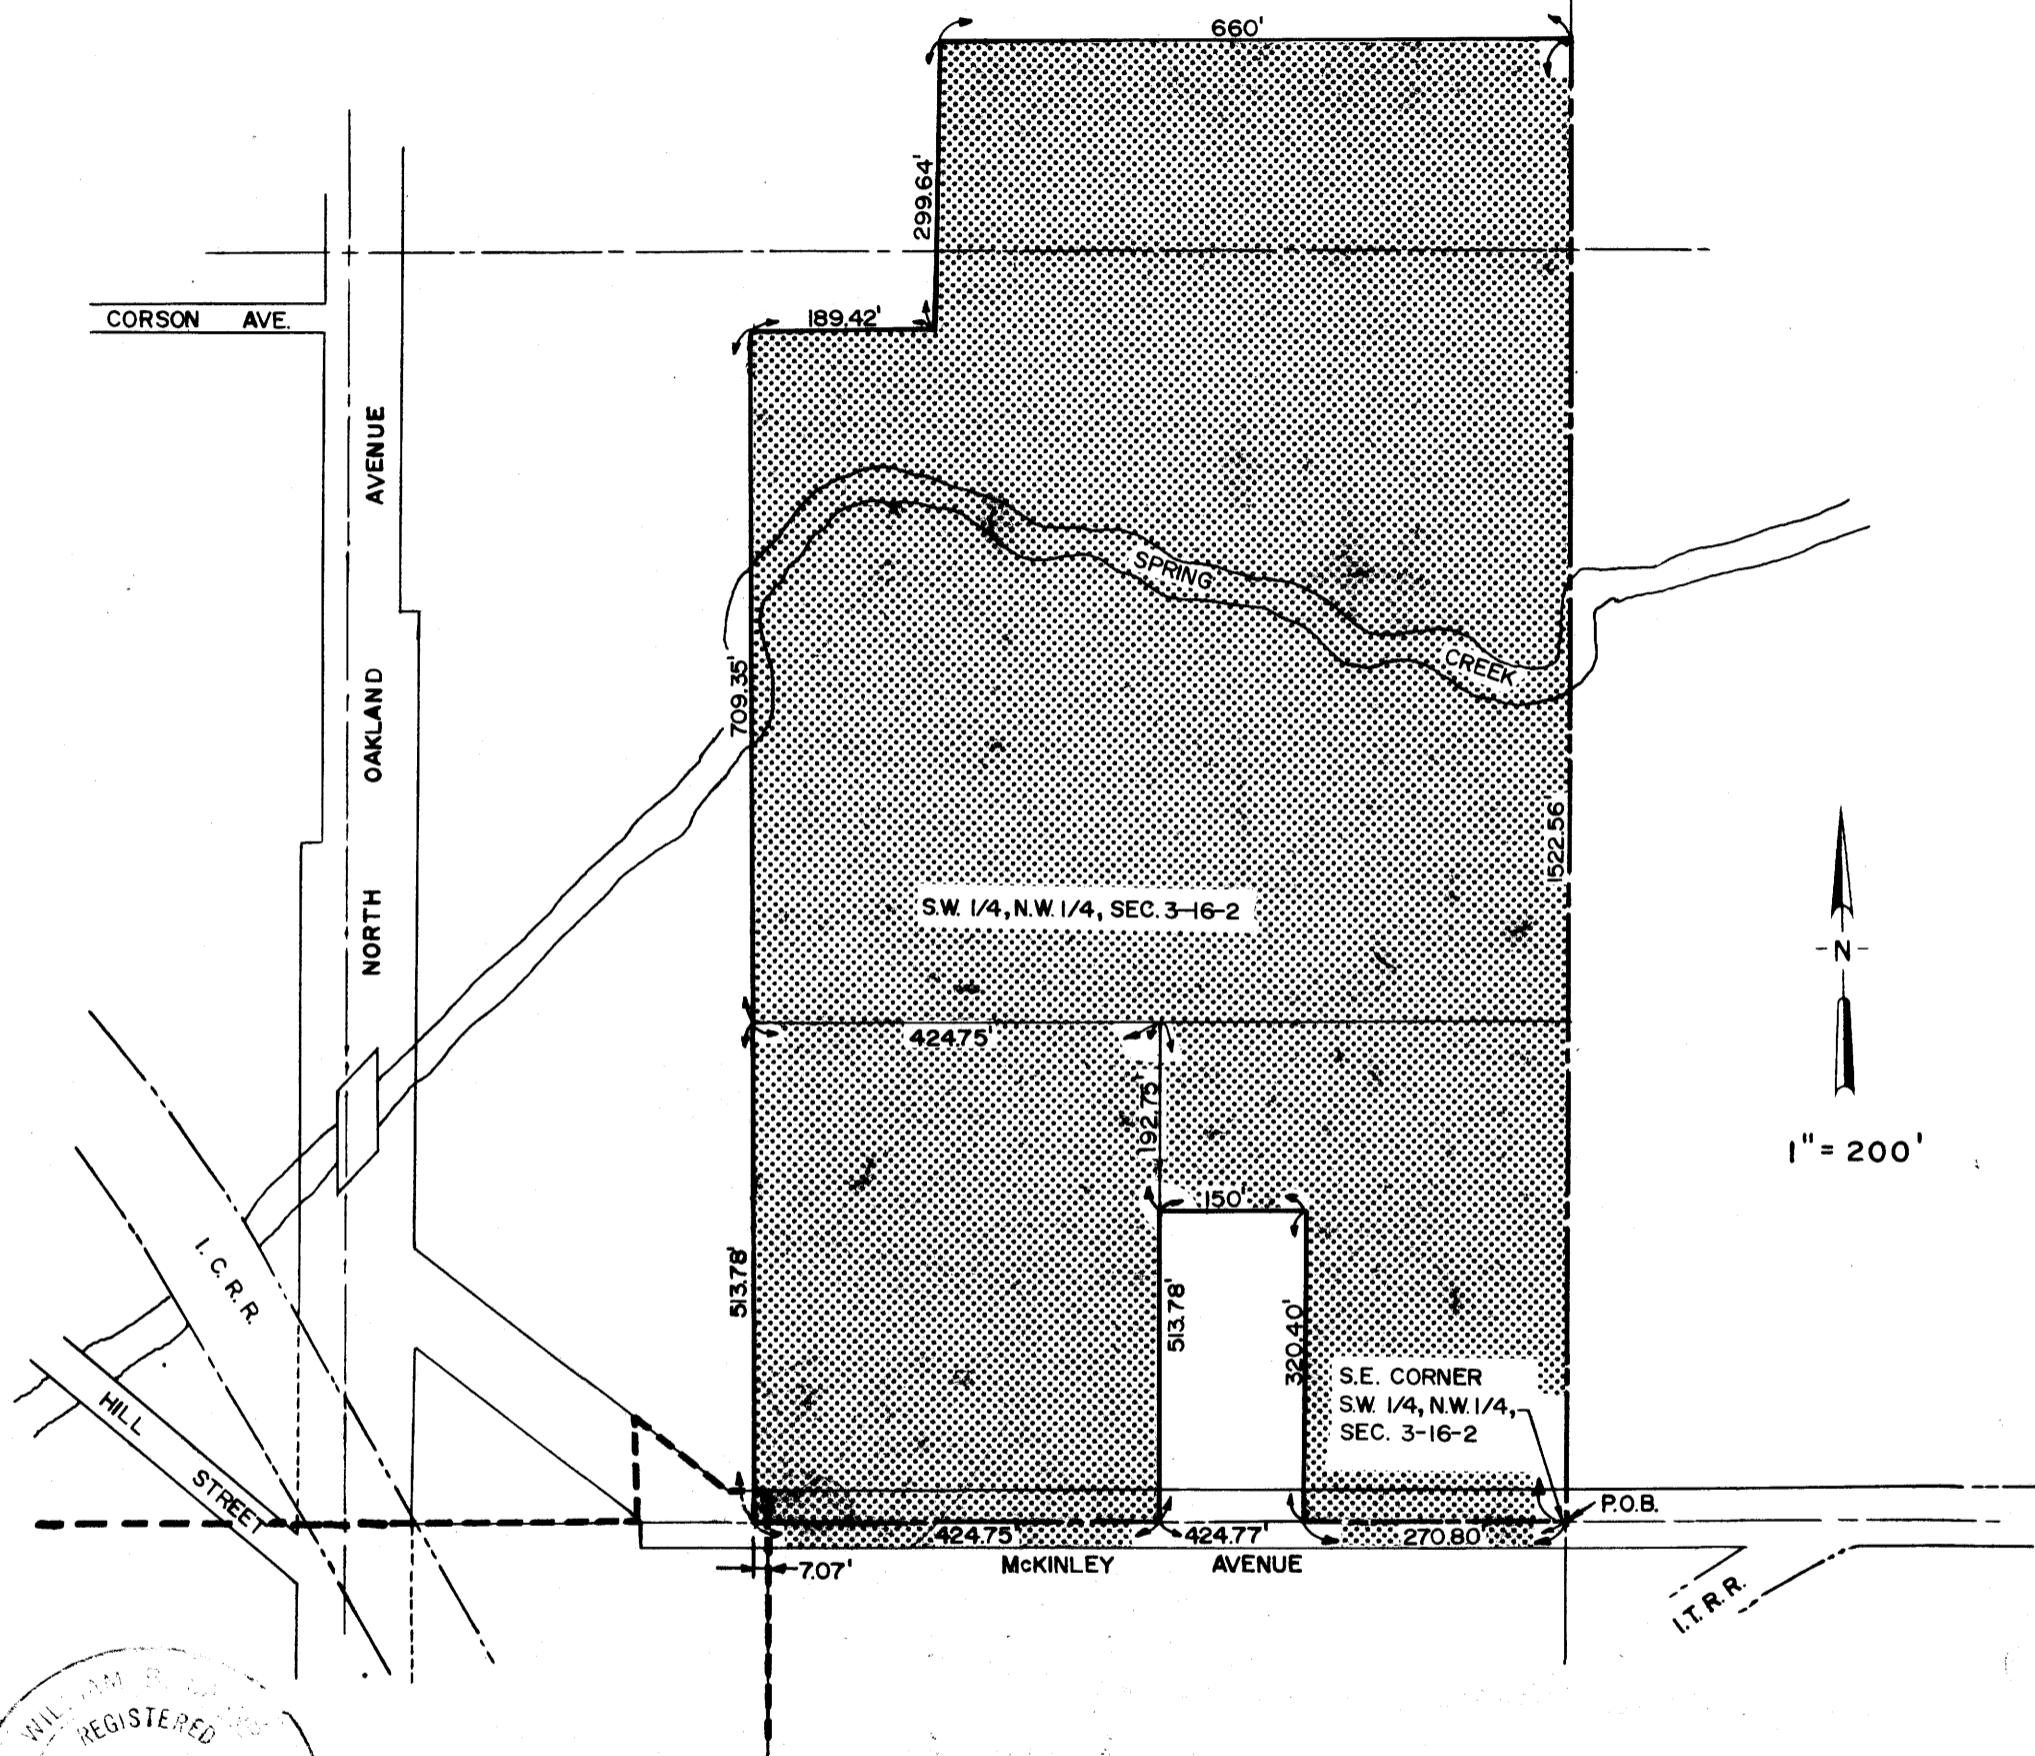 660'
299.64'
CORSON AVE.
189.42'
NORTH OAKLAND AVENUE
SPRING CREEK
709.35'
1522.56'
S.W. 1/4, N.W. 1/4, SEC. 3-16-2
N
424.75'
192.75'
1" = 200'
150'
I. C. R. R.
513.78'
513.78'
320.40'
S.E. CORNER
S.W. 1/4, N.W. 1/4,
SEC. 3-16-2
HILL STREET
P.O.B.
424.75'
424.77'
270.80'
7.07'
McKINLEY AVENUE
I.T. R. R.
REGISTERED